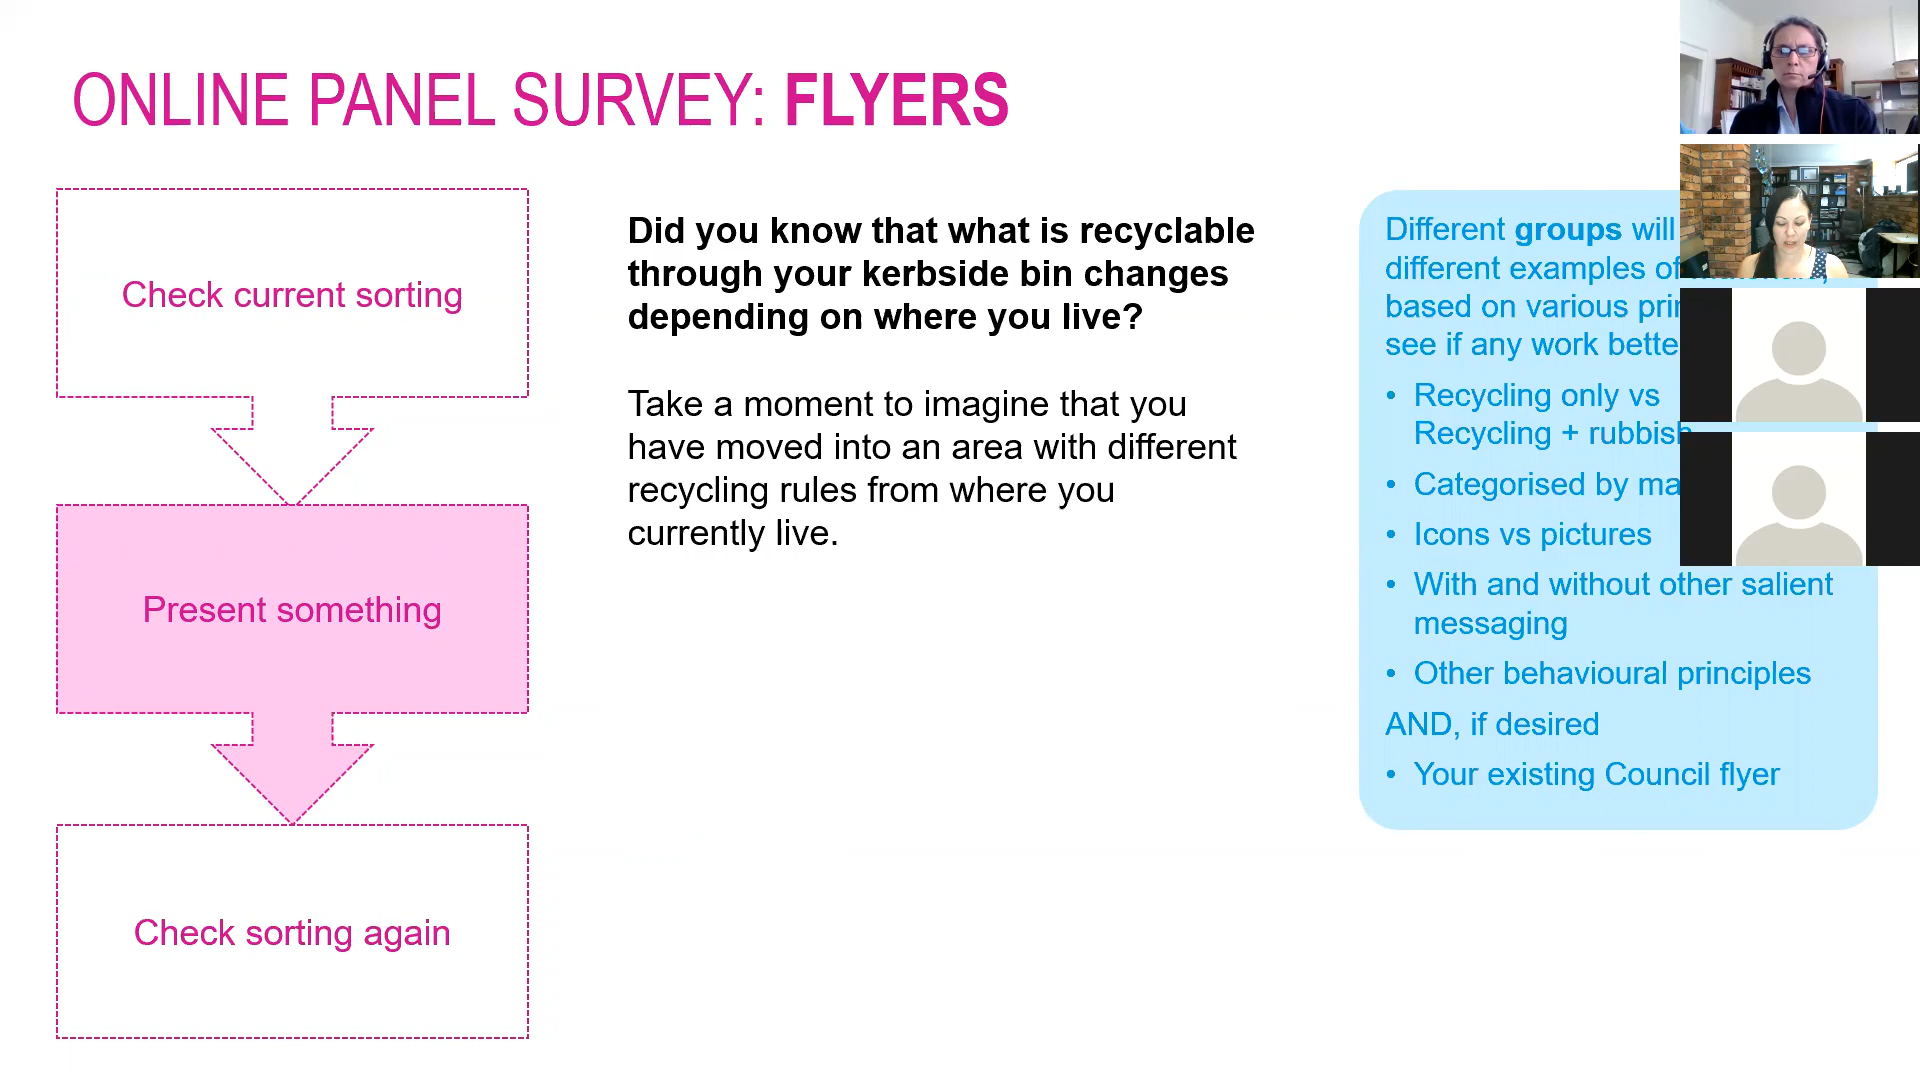 ONLINE PANEL SURVEY: FLYERS
Check current sorting
Present something
Check sorting again
Did you know that what is recyclable
through your kerbside bin changes
depending on where you live?
Take a moment to imagine that you
have moved into an area with different
recycling rules from where you
currently live.
Different groups will
different examples of
based on various
see if any work
• Recycling only vs
Recycling + rubbish
• Categorised by
• Icons vs pictures
• With and without other salient
messaging
• Other behavioural principles
AND, if desired
• Your existing Council flyer